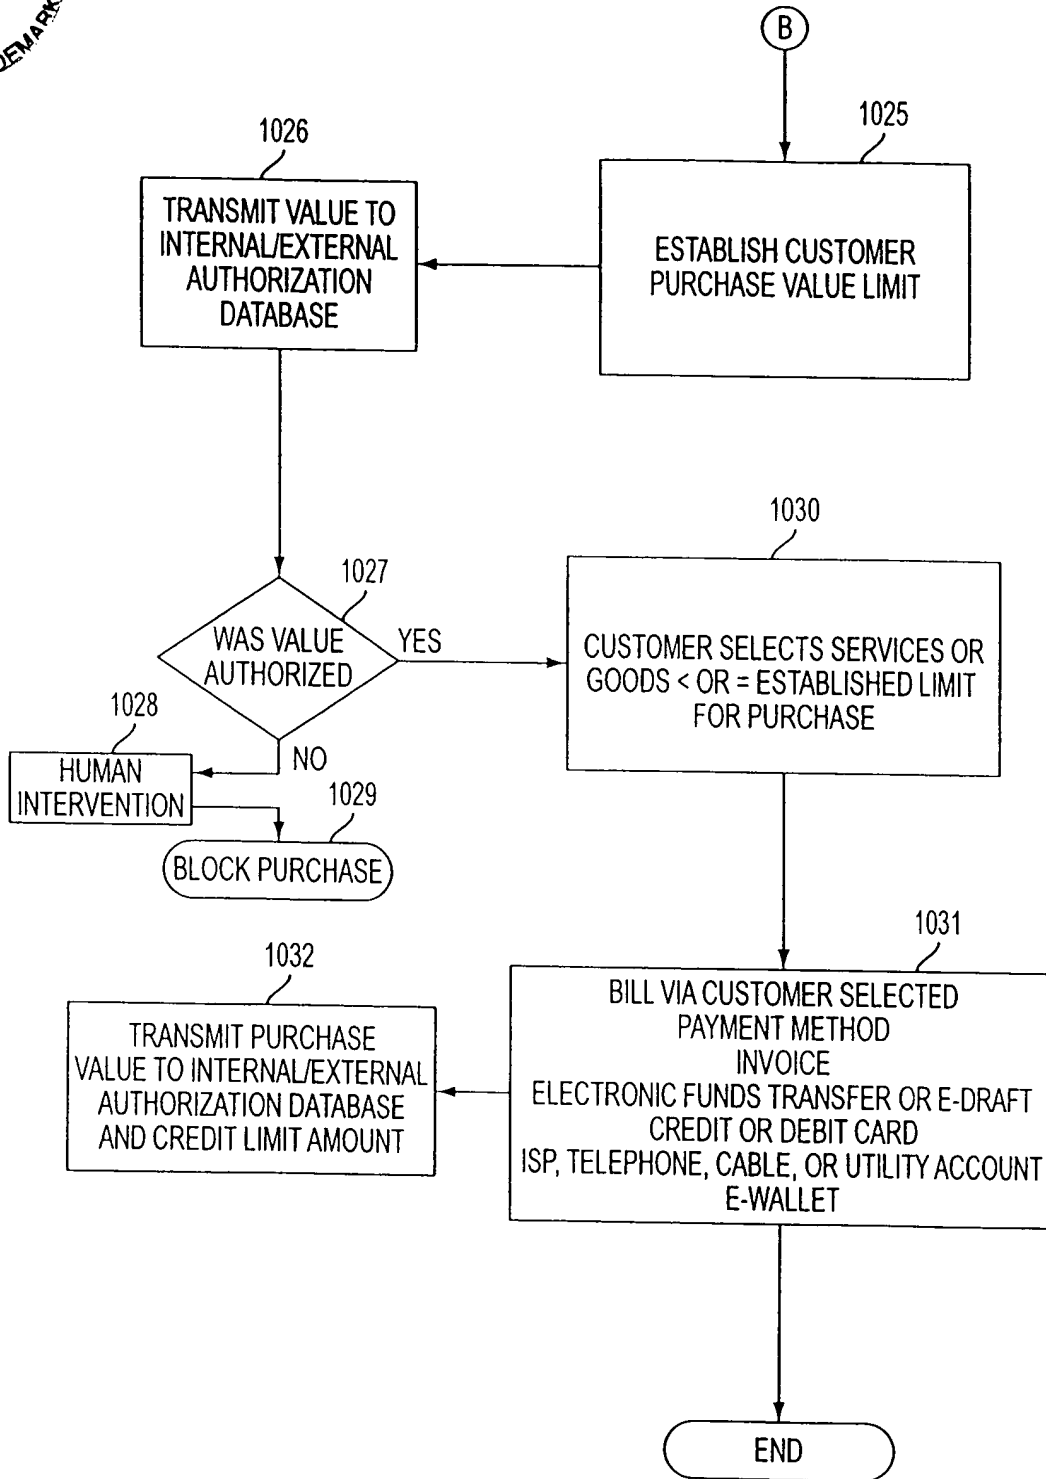 B
1025
ESTABLISH CUSTOMER
PURCHASE VALUE LIMIT
1026
TRANSMIT VALUE TO
INTERNAL/EXTERNAL
AUTHORIZATION
DATABASE
1027
WAS VALUE
AUTHORIZED
YES
NO
1028
HUMAN
INTERVENTION
1029
BLOCK PURCHASE
1030
CUSTOMER SELECTS SERVICES OR
GOODS < OR = ESTABLISHED LIMIT
FOR PURCHASE
1031
BILL VIA CUSTOMER SELECTED
PAYMENT METHOD
INVOICE
ELECTRONIC FUNDS TRANSFER OR E-DRAFT
CREDIT OR DEBIT CARD
ISP, TELEPHONE, CABLE, OR UTILITY ACCOUNT
E-WALLET
1032
TRANSMIT PURCHASE
VALUE TO INTERNAL/EXTERNAL
AUTHORIZATION DATABASE
AND CREDIT LIMIT AMOUNT
END